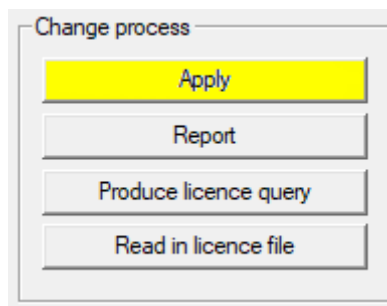 Change process
Apply
Report
Produce licence query
Read in licence file